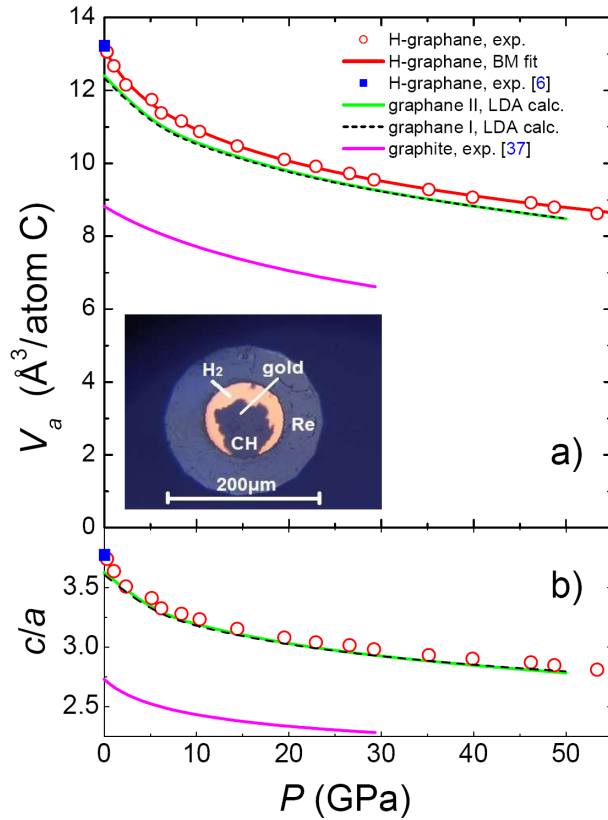 14
12
10
8
6
4
2
0
V_a (Å³/atom C)
H-graphane, exp.
H-graphane, BM fit
H-graphane, exp. [6]
graphane II, LDA calc.
graphane I, LDA calc.
graphite, exp. [37]
H₂
gold
CH
Re
200µm
a)
3.5
3.0
2.5
c/a
b)
0 10 20 30 40 50
P (GPa)